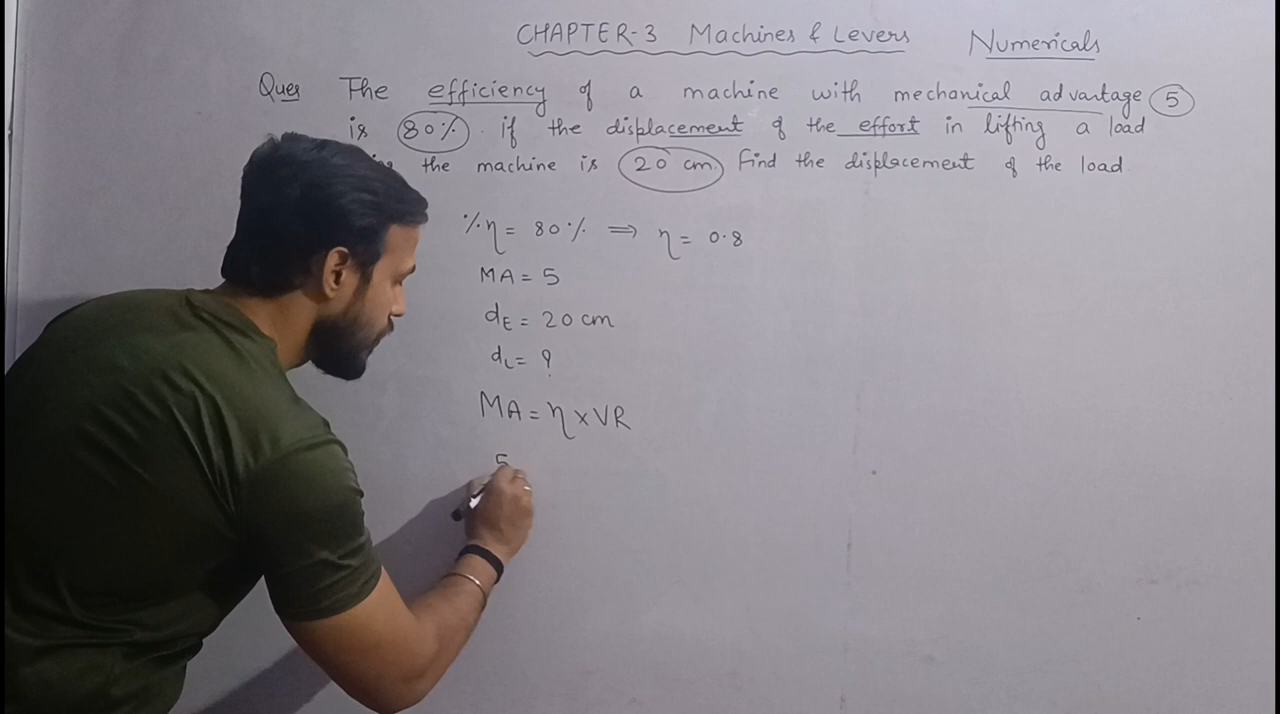 CHAPTER-3 Machines & Levers Numericals
Ques The efficiency of a machine with mechanical advantage 5
is 80%. if the displacement of the effort in lifting a load
the machine is 20 cm. Find the displacement of the load.
%η = 80% ⇒ η = 0.8
MA = 5
dE = 20 cm
dL = ?
MA = η × VR
5